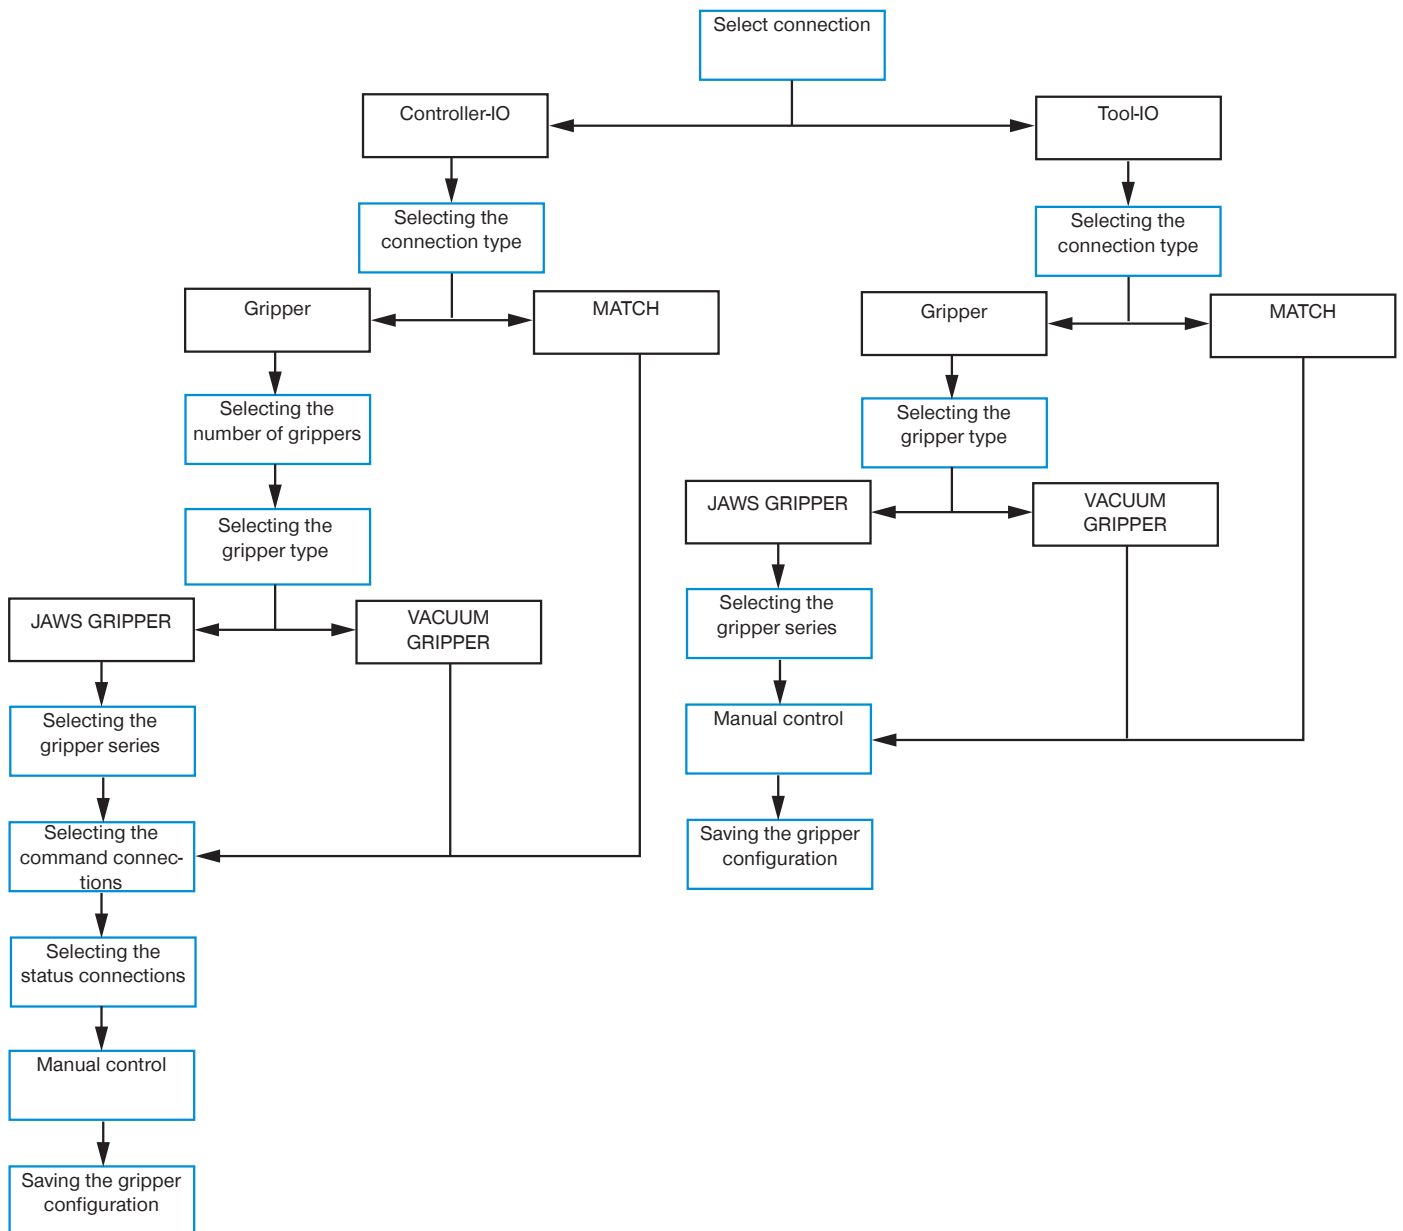 Select connection
Controller-IO
Tool-IO
Selecting the
connection type
Selecting the
connection type
Gripper
MATCH
Gripper
MATCH
Selecting the
number of grippers
Selecting the
gripper type
Selecting the
gripper type
JAWS GRIPPER
VACUUM
GRIPPER
JAWS GRIPPER
VACUUM
GRIPPER
Selecting the
gripper series
Selecting the
gripper series
Manual control
Selecting the
command connec-
tions
Saving the gripper
configuration
Selecting the
status connections
Manual control
Saving the gripper
configuration